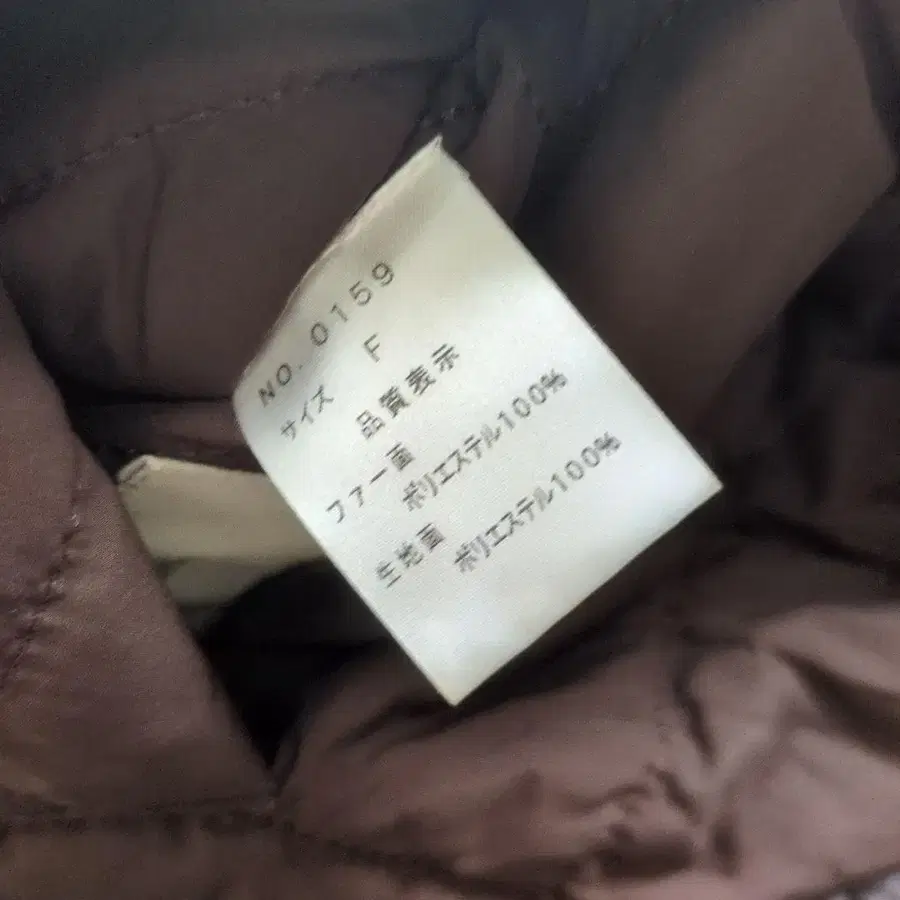 NO. 0159
サイズ F
品質表示
ファー面
ポリエステル100%
生地面
ポリエステル100%